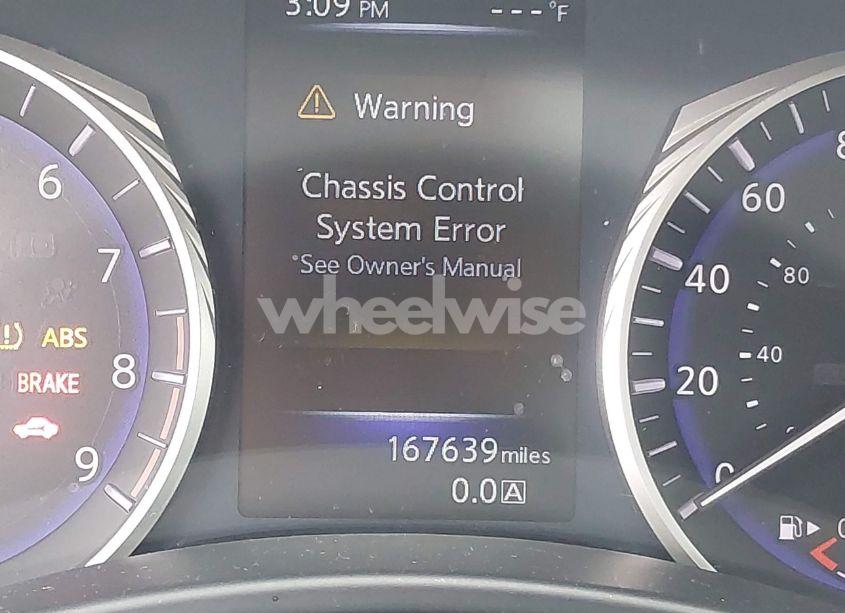 3:09 PM
---°F
Warning
Chassis Control
System Error
See Owner's Manual
wheelwise
167639 miles
0.0 A
6
7
8
9
ABS
BRAKE
60
40
20
0
80
40